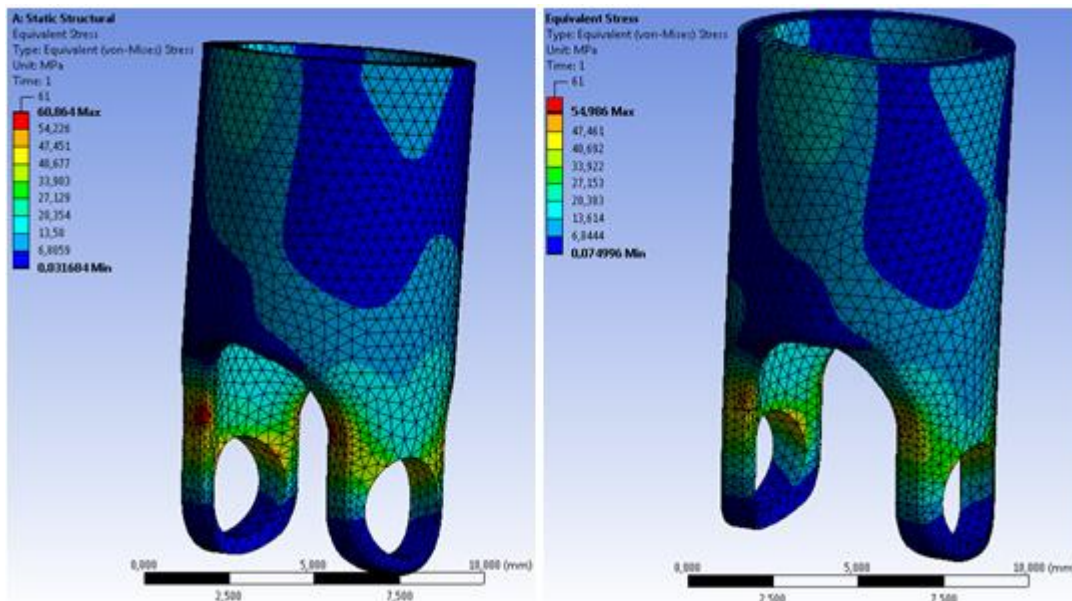 A: Static Structural
Equivalent Stress
Type: Equivalent (von-Mises) Stress
Unit: MPa
Time: 1
61
60,864 Max
54,226
47,451
40,677
33,903
27,129
20,354
13,58
6,8059
0,031684 Min
0,000
5,000
10,000 (mm)
2,500
7,500
Equivalent Stress
Type: Equivalent (von-Mises) Stress
Unit: MPa
Time: 1
61
54,986 Max
47,461
40,692
33,922
27,153
20,383
13,614
6,8444
0,074996 Min
0,000
5,000
10,000 (mm)
2,500
7,500